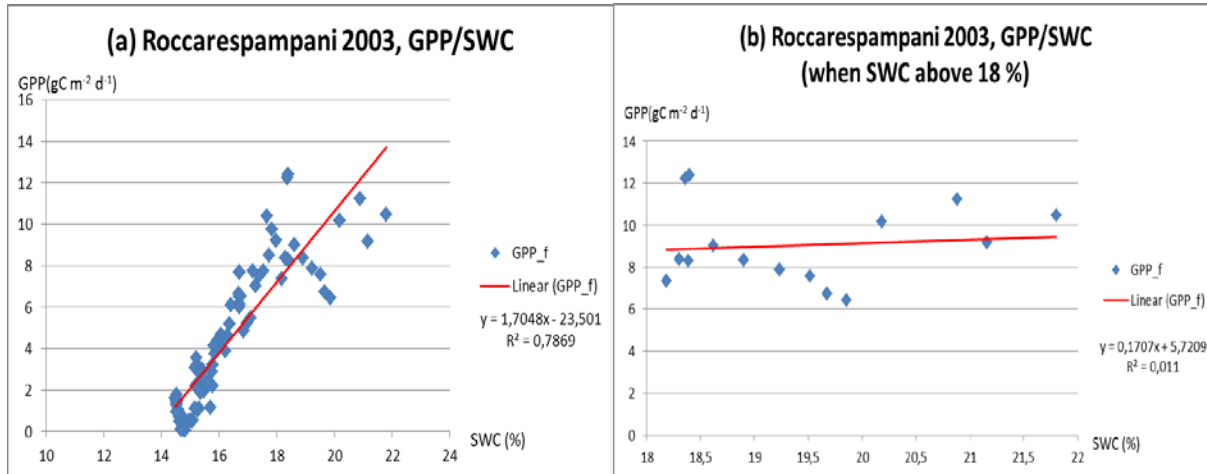 (a) Roccarespampani 2003, GPP/SWC
GPP(gC m⁻² d⁻¹)
16
14
12
10
8
6
4
2
0
10 12 14 16 18 20 22 24
SWC (%)
GPP_f
Linear (GPP_f)
y = 1,7048x - 23,501
R² = 0,7869
(b) Roccarespampani 2003, GPP/SWC
(when SWC above 18 %)
GPP(gC m⁻² d⁻¹)
14
12
10
8
6
4
2
0
18 18,5 19 19,5 20 20,5 21 21,5 22
SWC (%)
GPP_f
Linear (GPP_f)
y = 0,1707x + 5,7209
R² = 0,011